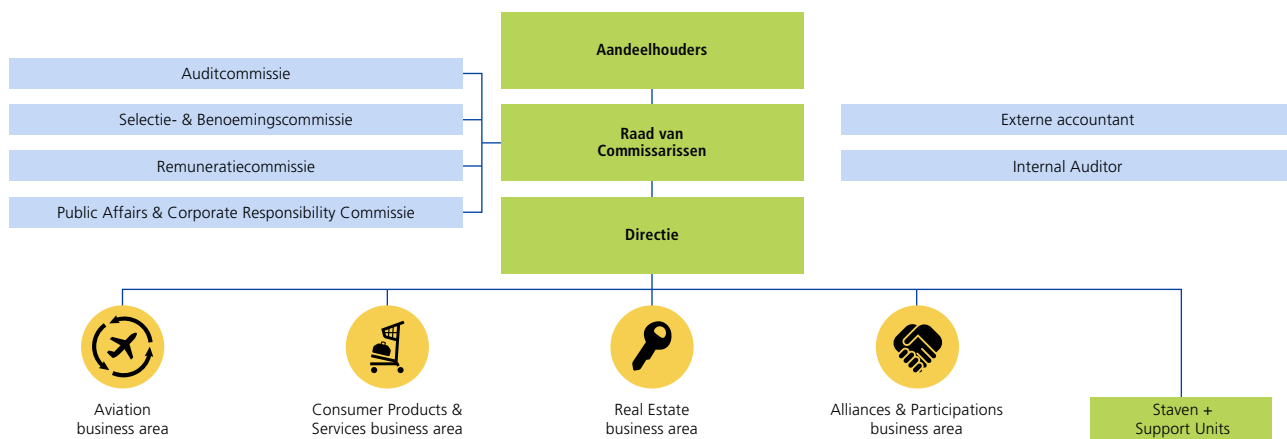 Aandeelhouders
Auditcommissie
Selectie- & Benoemingscommissie
Remuneratiecommissie
Public Affairs & Corporate Responsibility Commissie
Raad van
Commissarissen
Externe accountant
Internal Auditor
Directie
Aviation
business area
Consumer Products &
Services business area
Real Estate
business area
Alliances & Participations
business area
Staven +
Support Units